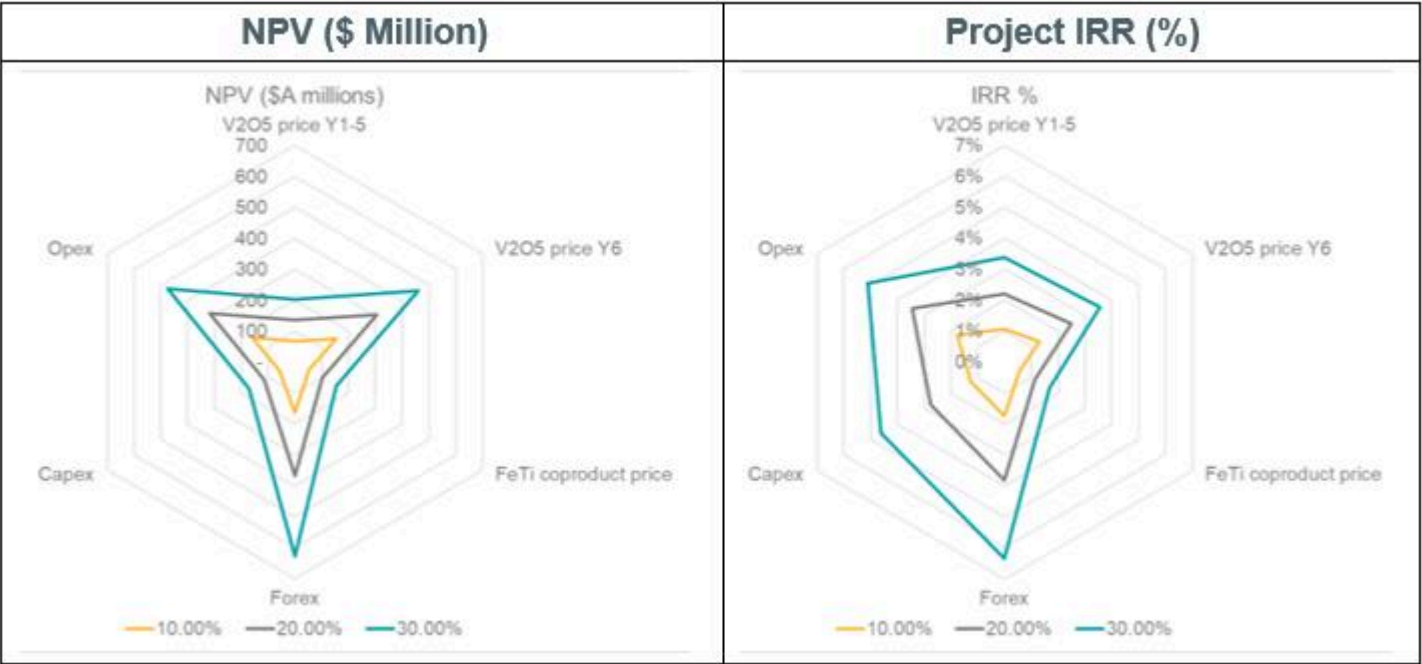 NPV ($ Million)
Project IRR (%)
NPV ($A millions)
V2O5 price Y1-5
700
600
500
400
300
200
100
-
Opex
V2O5 price Y6
Capex
FeTi coproduct price
Forex
10.00% 20.00% 30.00%
IRR %
V2O5 price Y1-5
7%
6%
5%
4%
3%
2%
1%
0%
Opex
V2O5 price Y6
Capex
FeTi coproduct price
Forex
10.00% 20.00% 30.00%